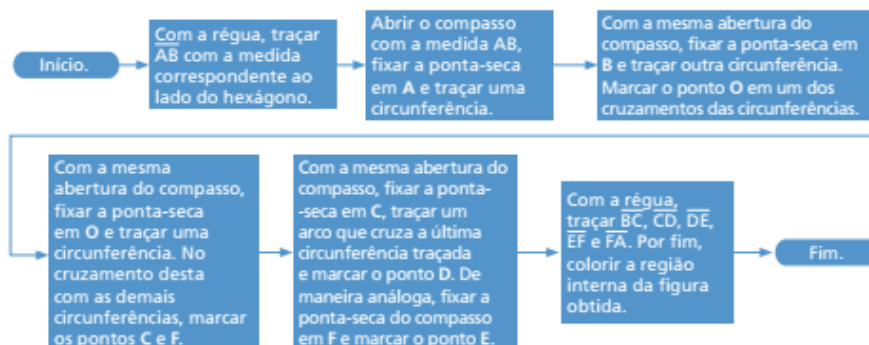 Início.
Com a régua, traçar
AB com a medida
correspondente ao
lado do hexágono.
Abrir o compasso
com a medida AB,
fixar a ponta-seca
em A e traçar uma
circunferência.
Com a mesma abertura do
compasso, fixar a ponta-seca em
B e traçar outra circunferência.
Marcar o ponto O em um dos
cruzamentos das circunferências.
Com a mesma
abertura do compasso,
fixar a ponta-seca
em O e traçar uma
circunferência. No
cruzamento desta
com as demais
circunferências, marcar
os pontos C e F.
Com a mesma abertura do
compasso, fixar a ponta-
-seca em C, traçar um
arco que cruza a última
circunferência traçada
e marcar o ponto D. De
maneira análoga, fixar a
ponta-seca do compasso
em F e marcar o ponto E.
Com a régua,
traçar BC, CD, DE,
EF e FA. Por fim,
colorir a região
interna da figura
obtida.
Fim.